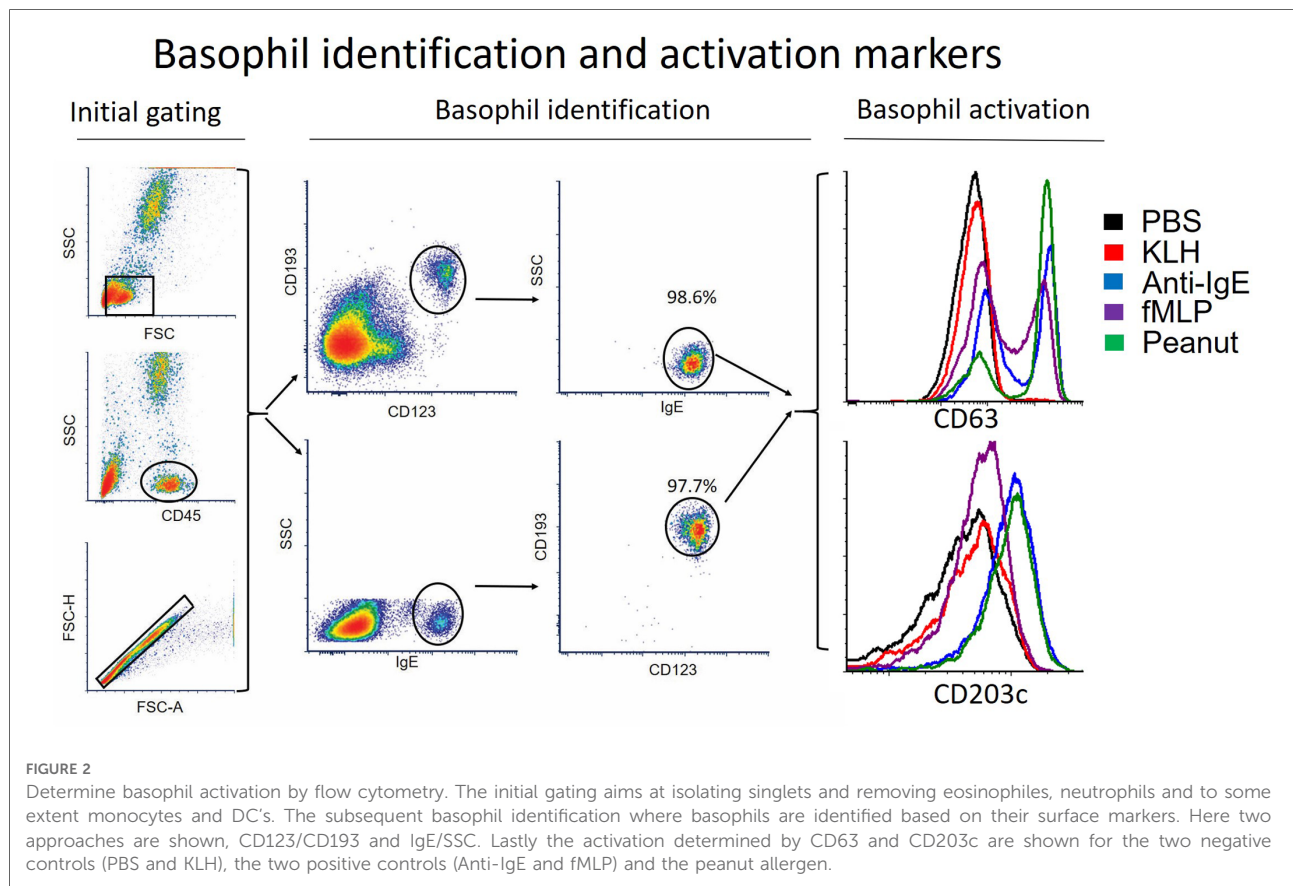 Basophil identification and activation markers
Initial gating
Basophil identification
Basophil activation
SSC
FSC
SSC
CD45
FSC-H
FSC-A
CD193
CD123
SSC
98.6%
IgE
SSC
IgE
97.7%
CD193
CD123
CD63
CD203c
PBS
KLH
Anti-IgE
fMLP
Peanut
FIGURE 2
Determine basophil activation by flow cytometry. The initial gating aims at isolating singlets and removing eosinophiles, neutrophils and to some
extent monocytes and DC's. The subsequent basophil identification where basophils are identified based on their surface markers. Here two
approaches are shown, CD123/CD193 and IgE/SSC. Lastly the activation determined by CD63 and CD203c are shown for the two negative
controls (PBS and KLH), the two positive controls (Anti-IgE and fMLP) and the peanut allergen.